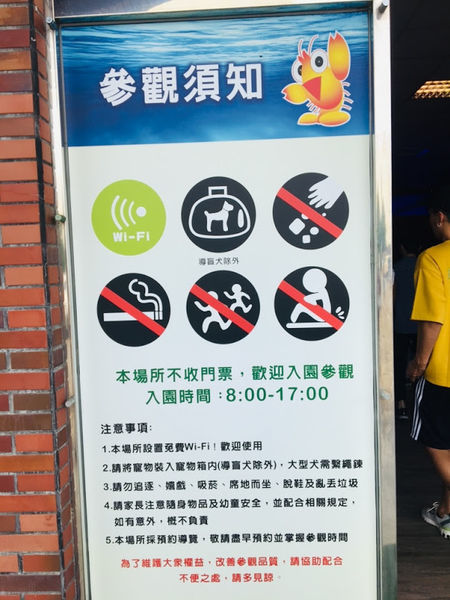 參觀須知
Wi-Fi
導盲犬除外
本場所不收門票，歡迎入園參觀
入園時間：8:00-17:00
注意事項:
1.本場所設置免費Wi-Fi！歡迎使用
2.請將寵物裝入寵物箱內(導盲犬除外)，大型犬需繫繩鍊
3.請勿追逐、嬉戲、吸菸、席地而坐、脫鞋及亂丟垃圾
4.請家長注意隨身物品及幼童安全，並配合相關規定，
如有意外，概不負責
5.本場所採預約導覽，敬請盡早預約並掌握參觀時間
為了維護大眾權益，改善參觀品質，請協助配合
不便之處，請多見諒。